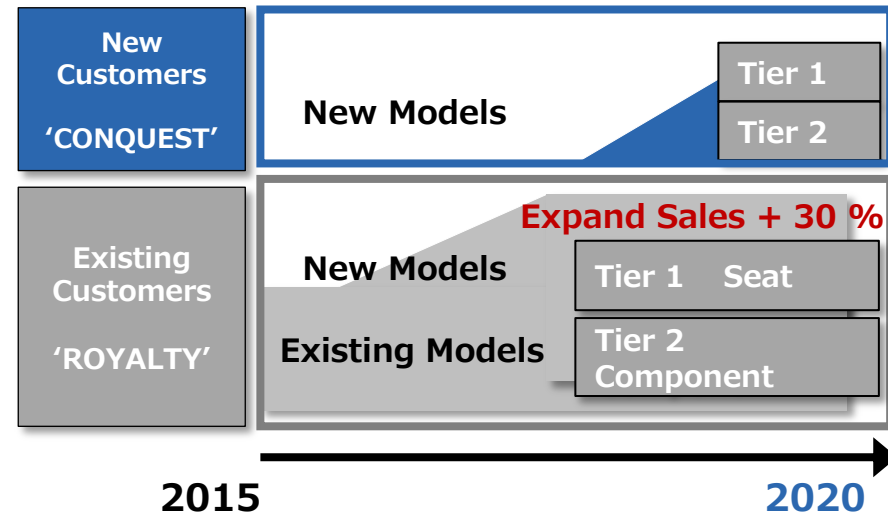 New
Customers
‘CONQUEST’
New Models
Tier 1
Tier 2
Existing
Customers
‘ROYALTY’
Expand Sales + 30 %
New Models
Tier 1 Seat
Existing Models
Tier 2
Component
2015
2020